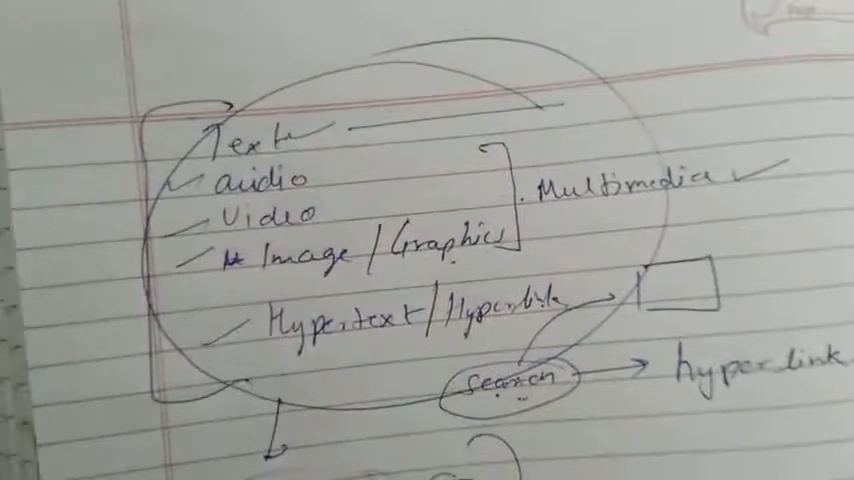 Text
audio
Video
Image/Graphics
Multimedia
Hypertext/Hyperlink
Search
hyperlink